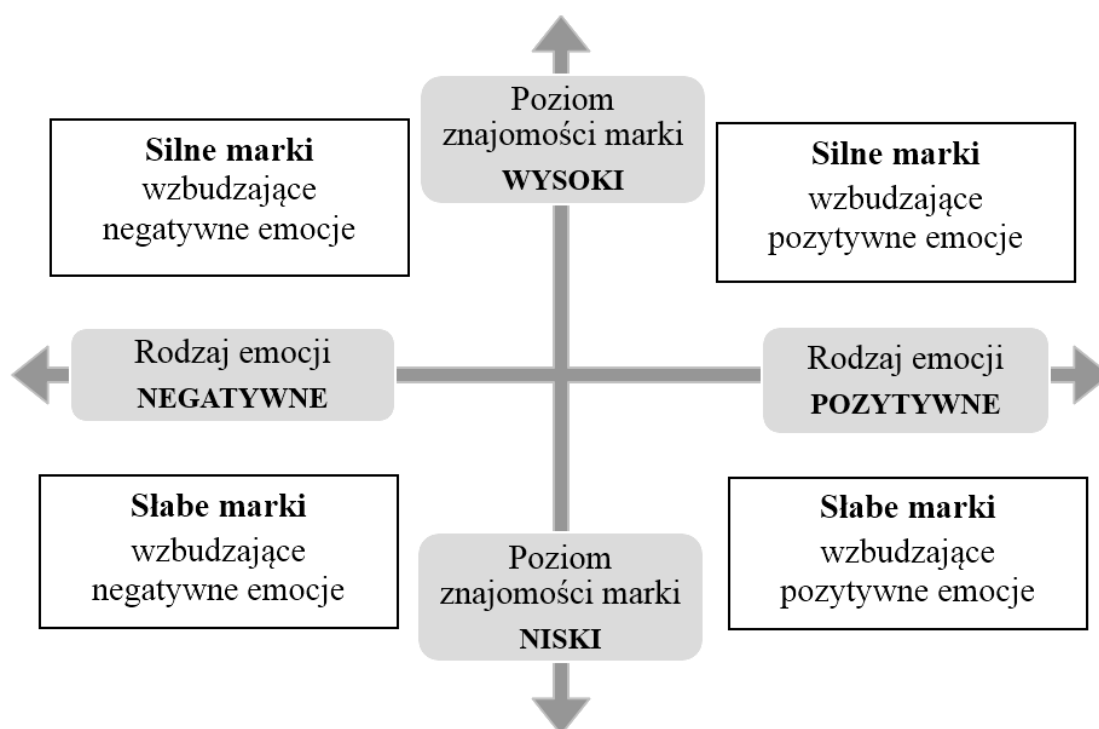 Poziom
znajomości marki
WYSOKI
Silne marki
wzbudzające
negatywne emocje
Silne marki
wzbudzające
pozytywne emocje
Rodzaj emocji
NEGATYWNE
Rodzaj emocji
POZYTYWNE
Słabe marki
wzbudzające
negatywne emocje
Poziom
znajomości marki
NISKI
Słabe marki
wzbudzające
pozytywne emocje